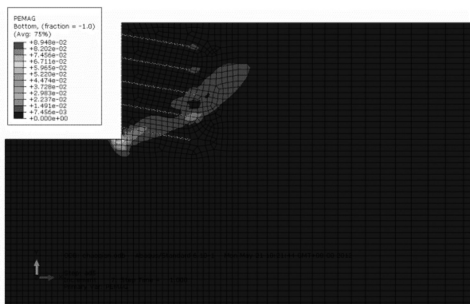 PEMAG
Bottom, (fraction = -1.0)
(Avg: 75%)
+8.948e-02
+8.202e-02
+7.456e-02
+6.711e-02
+5.965e-02
+5.220e-02
+4.474e-02
+3.728e-02
+2.983e-02
+2.237e-02
+1.491e-02
+7.456e-03
+0.000e+00